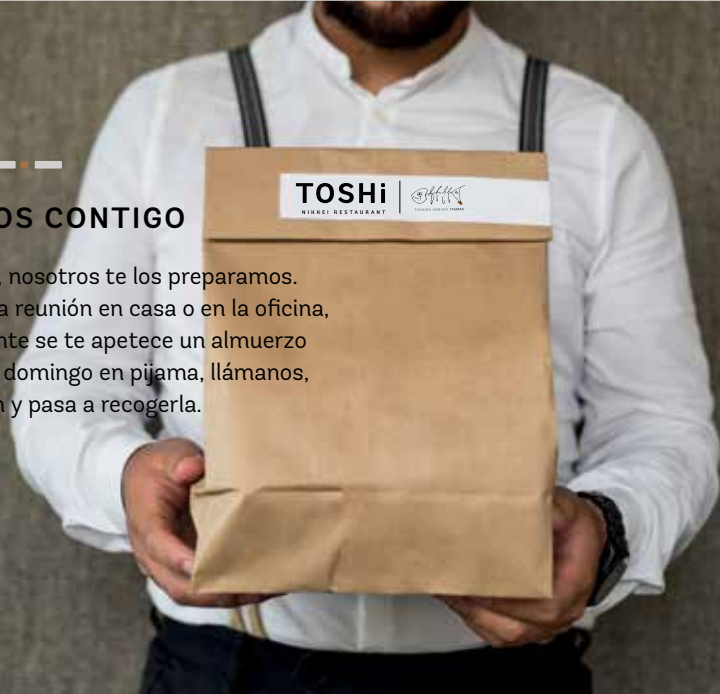 OS CONTIGO
, nosotros te los preparamos.
a reunión en casa o en la oficina,
nte se te apetece un almuerzo
domingo en pijama, llámanos,
n y pasa a recogerla.
TOSHi
NIKKEI RESTAURANT